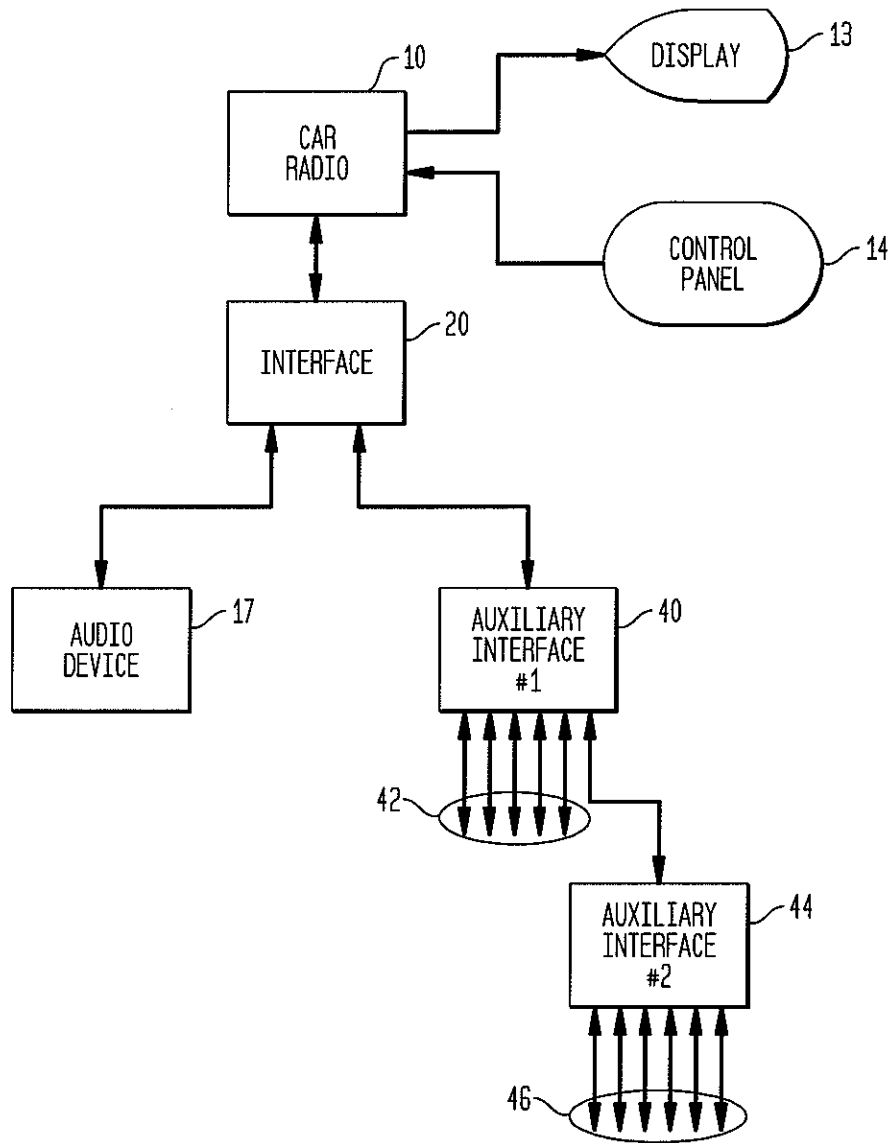 10
CAR
RADIO
DISPLAY
13
CONTROL
PANEL
14
INTERFACE
20
AUDIO
DEVICE
17
AUXILIARY
INTERFACE
#1
40
42
AUXILIARY
INTERFACE
#2
44
46